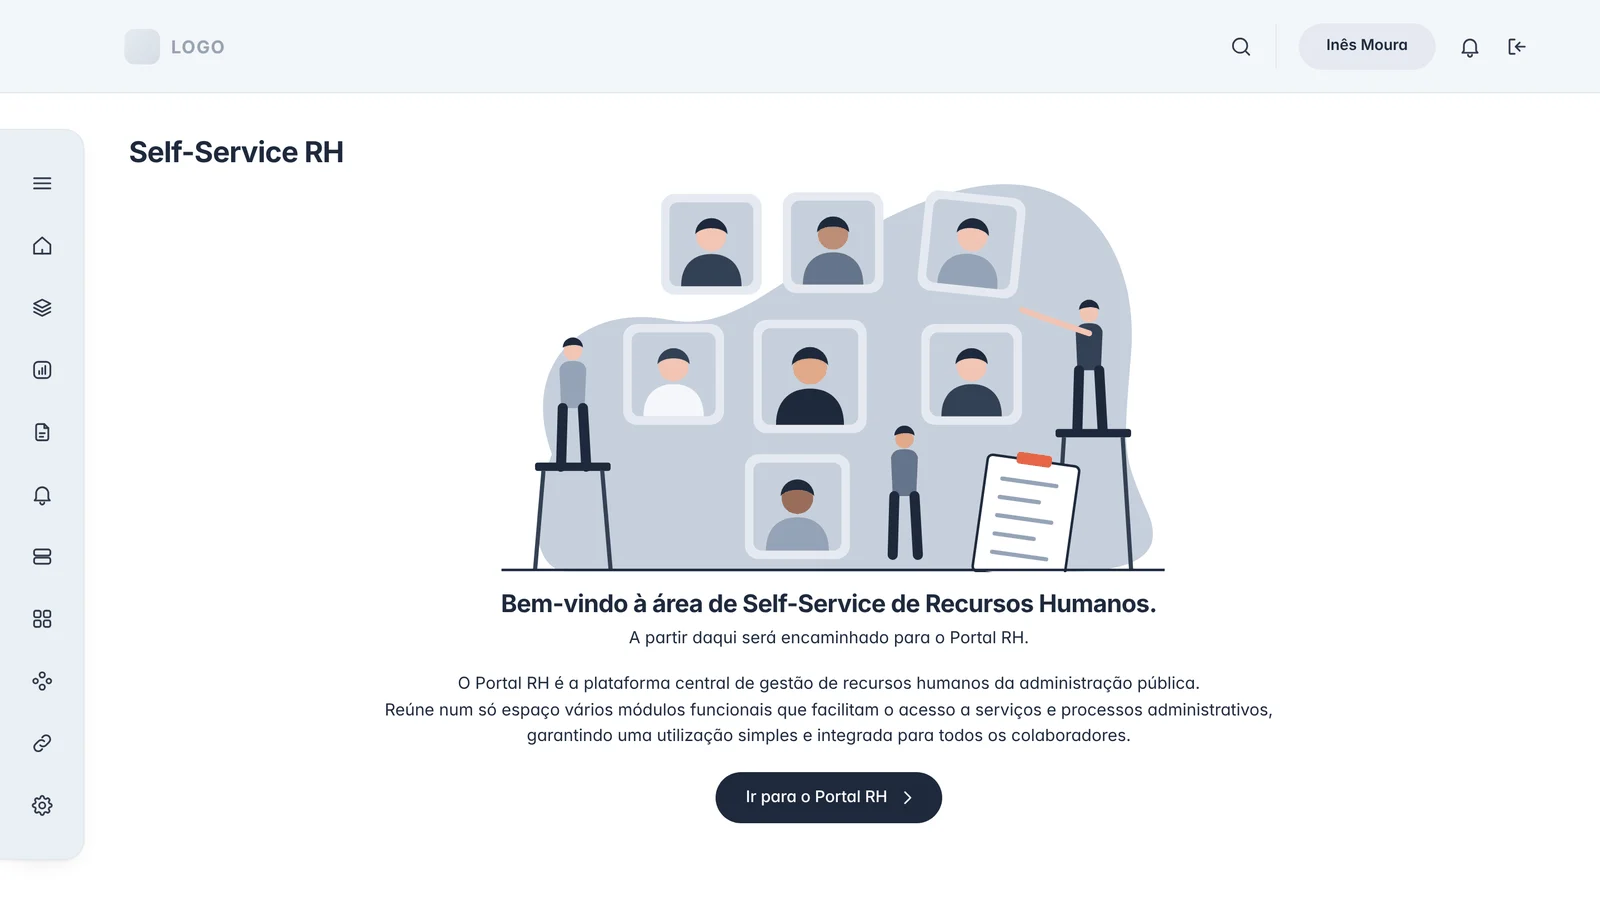 LOGO
Inês Moura
Self-Service RH
Bem-vindo à área de Self-Service de Recursos Humanos.
A partir daqui será encaminhado para o Portal RH.
O Portal RH é a plataforma central de gestão de recursos humanos da administração pública.
Reúne num só espaço vários módulos funcionais que facilitam o acesso a serviços e processos administrativos,
garantindo uma utilização simples e integrada para todos os colaboradores.
Ir para o Portal RH